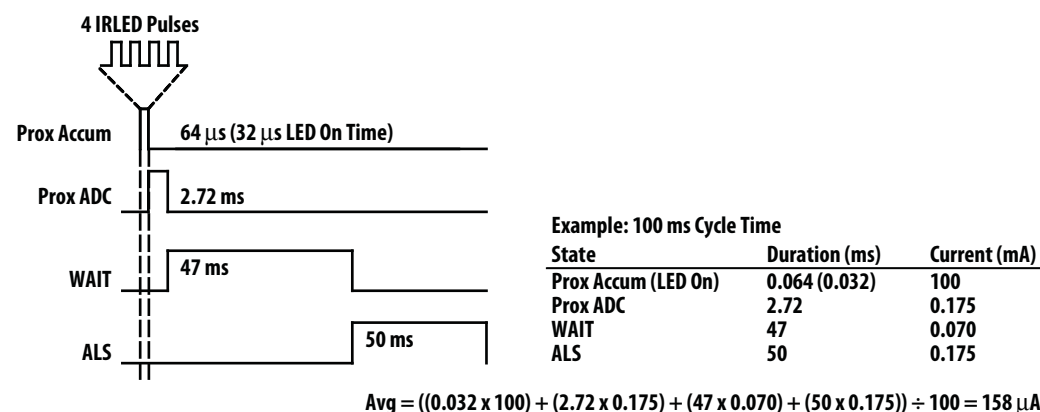 4 IRLED Pulses
Prox Accum
64 μs (32 μs LED On Time)
Prox ADC
2.72 ms
WAIT
47 ms
ALS
50 ms
Example: 100 ms Cycle Time
State Duration (ms) Current (mA)
Prox Accum (LED On) 0.064 (0.032) 100
Prox ADC 2.72 0.175
WAIT 47 0.070
ALS 50 0.175
Avg = ((0.032 x 100) + (2.72 x 0.175) + (47 x 0.070) + (50 x 0.175)) ÷ 100 = 158 μA